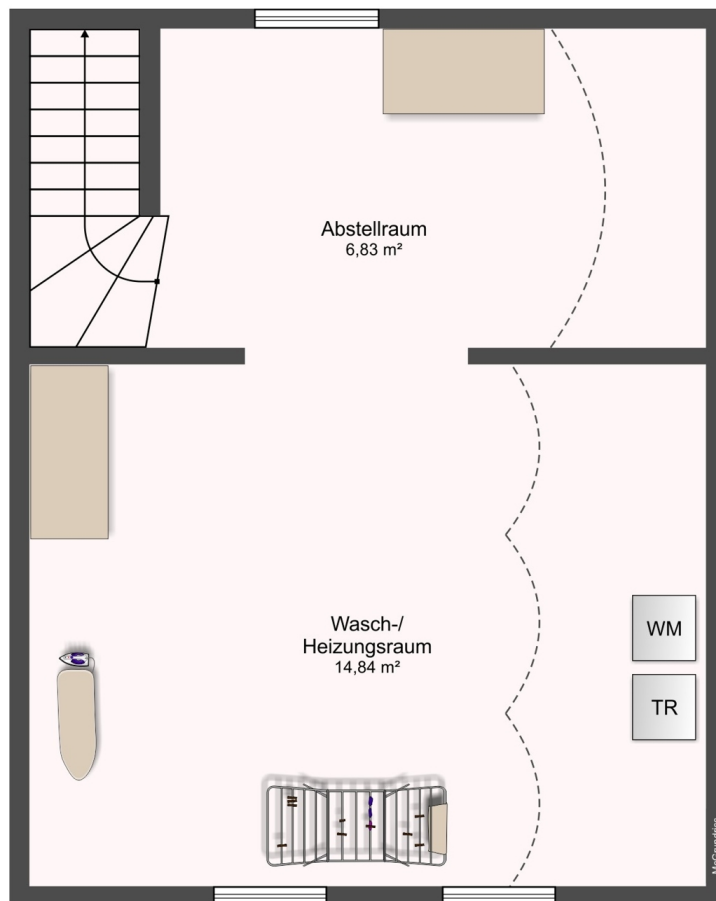 Abstellraum
6,83 m²
Wasch-/
Heizungsraum
14,84 m²
WM
TR